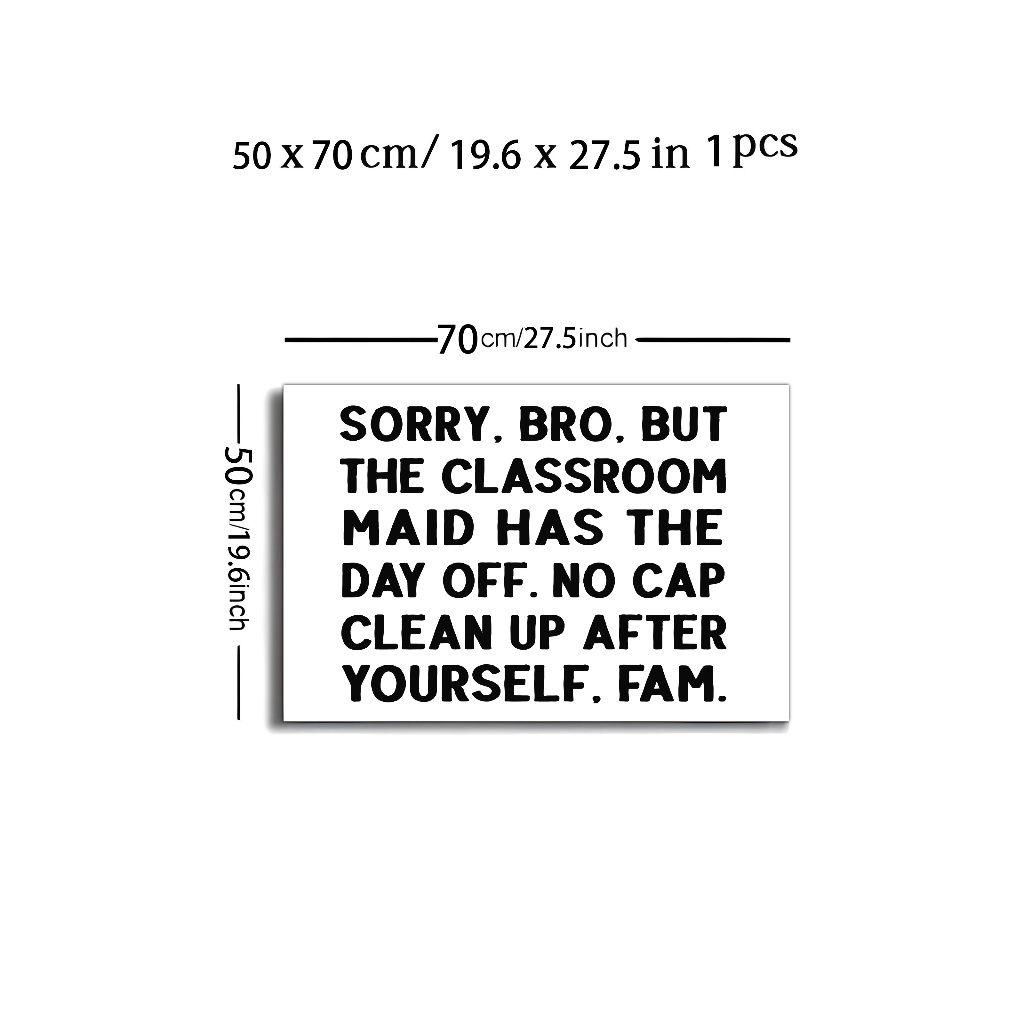 50 x 70 cm/ 19.6 x 27.5 in 1 pcs
70cm/27.5inch
50cm/19.6inch
SORRY, BRO, BUT
THE CLASSROOM
MAID HAS THE
DAY OFF. NO CAP
CLEAN UP AFTER
YOURSELF, FAM.